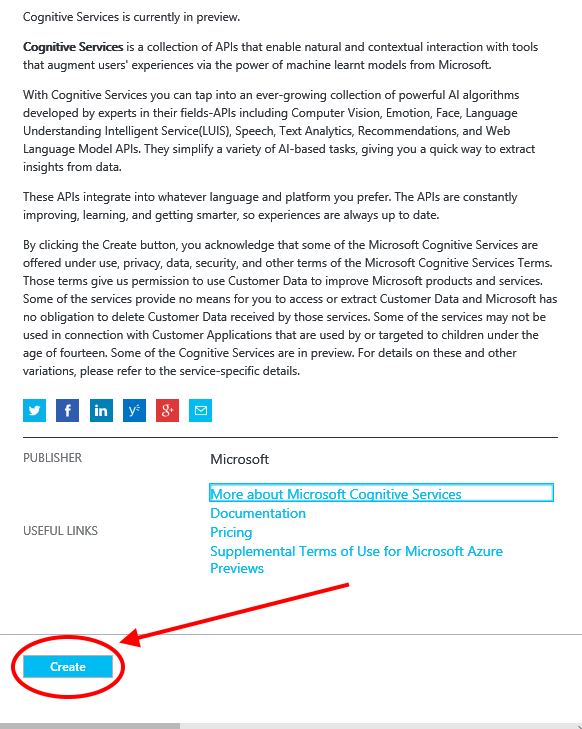 Cognitive Services is currently in preview.
Cognitive Services is a collection of APIs that enable natural and contextual interaction with tools
that augment users' experiences via the power of machine learnt models from Microsoft.
With Cognitive Services you can tap into an ever-growing collection of powerful AI algorithms
developed by experts in their fields-APIs including Computer Vision, Emotion, Face, Language
Understanding Intelligent Service(LUIS), Speech, Text Analytics, Recommendations, and Web
Language Model APIs. They simplify a variety of AI-based tasks, giving you a quick way to extract
insights from data.
These APIs integrate into whatever language and platform you prefer. The APIs are constantly
improving, learning, and getting smarter, so experiences are always up to date.
By clicking the Create button, you acknowledge that some of the Microsoft Cognitive Services are
offered under use, privacy, data, security, and other terms of the Microsoft Cognitive Services Terms.
Those terms give us permission to use Customer Data to improve Microsoft products and services.
Some of the services provide no means for you to access or extract Customer Data and Microsoft has
no obligation to delete Customer Data received by those services. Some of the services may not be
used in connection with Customer Applications that are used by or targeted to children under the
age of fourteen. Some of the Cognitive Services are in preview. For details on these and other
variations, please refer to the service-specific details.
f in y g+
PUBLISHER Microsoft
More about Microsoft Cognitive Services
Documentation
USEFUL LINKS Pricing
Supplemental Terms of Use for Microsoft Azure
Previews
Create